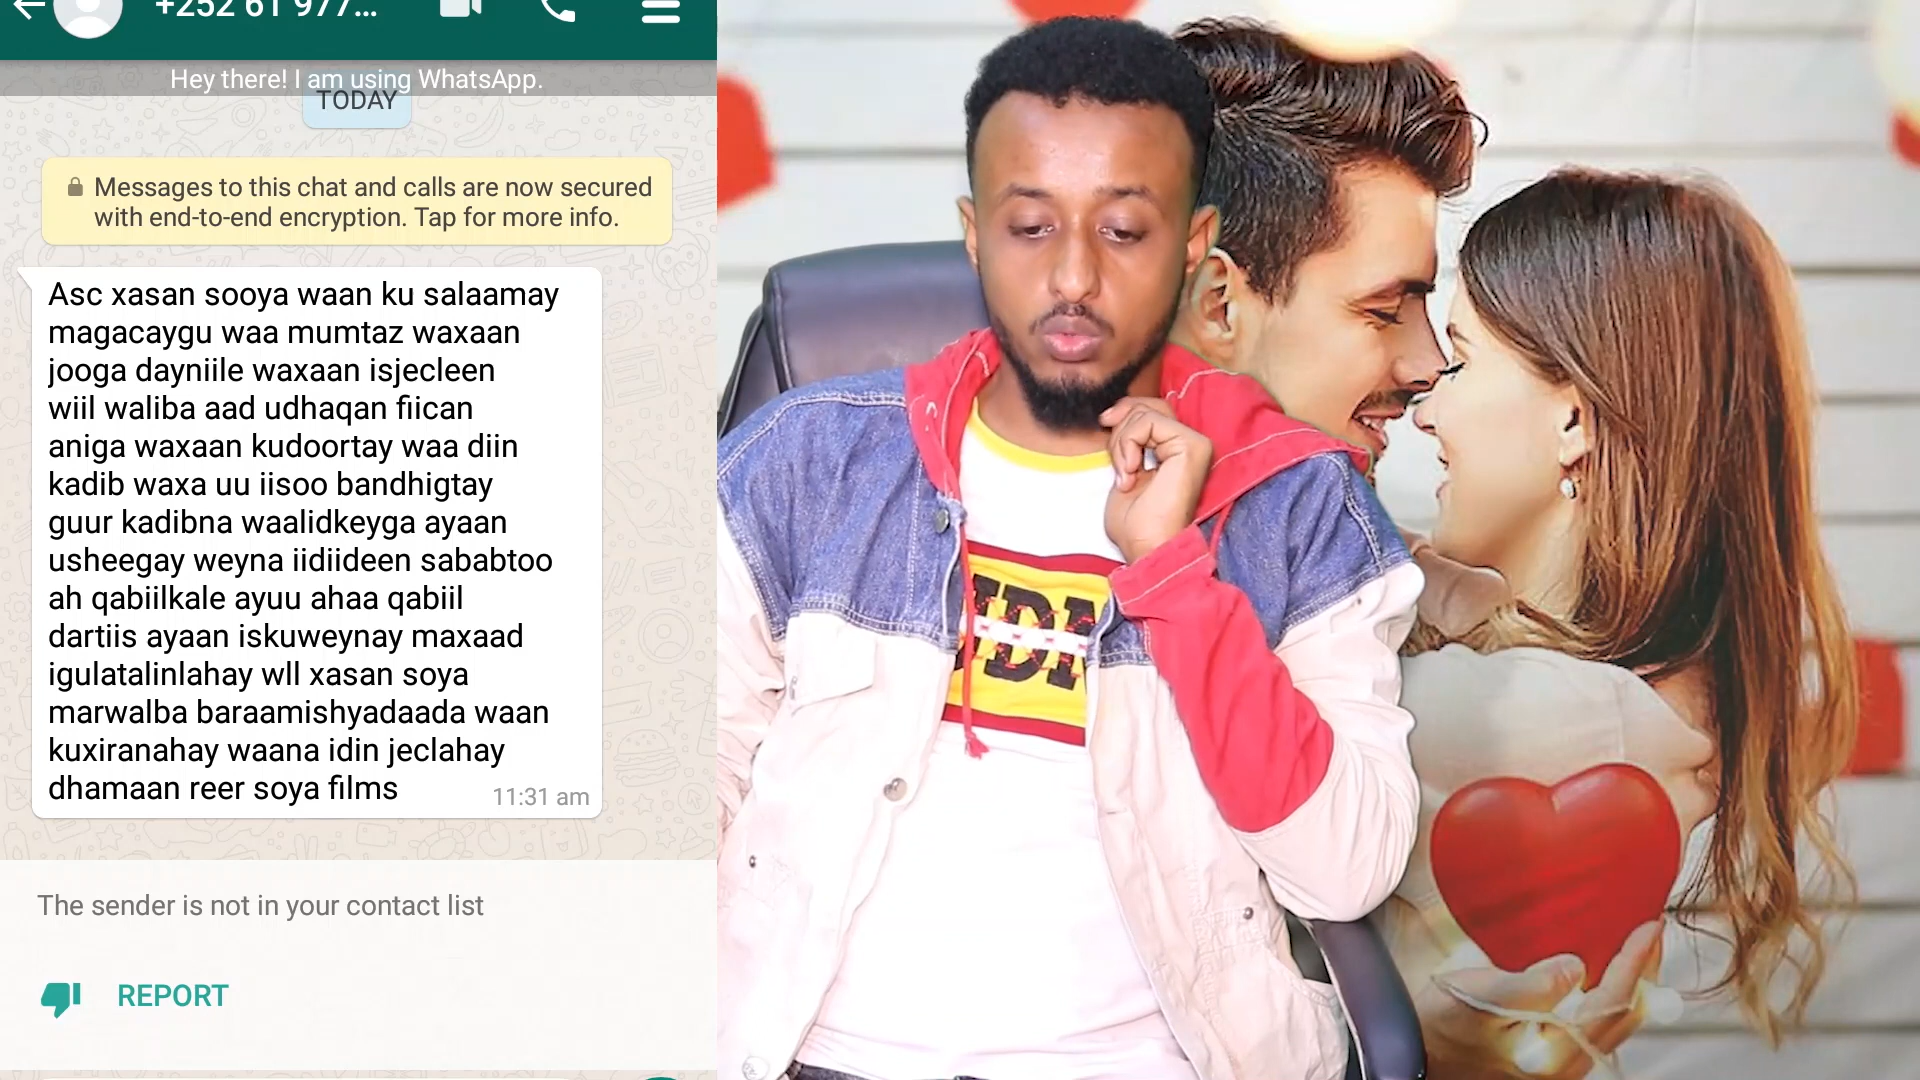 +252 61 977...
Hey there! I am using WhatsApp.
TODAY
Messages to this chat and calls are now secured
with end-to-end encryption. Tap for more info.
Asc xasan sooya waan ku salaamay
magacaygu waa mumtaz waxaan
jooga dayniile waxaan isjecleen
wiil waliba aad udhaqan fiican
aniga waxaan kudoortay waa diin
kadib waxa uu iisoo bandhigtay
guur kadibna waalidkeyga ayaan
usheegay weyna iidiideen sababtoo
ah qabiilkale ayuu ahaa qabiil
dartiis ayaan iskuweynay maxaad
igulatalinlahay wll xasan soya
marwalba baraamishyadaada waan
kuxiranahay waana idin jeclahay
dhamaan reer soya films
11:31 am
The sender is not in your contact list
REPORT